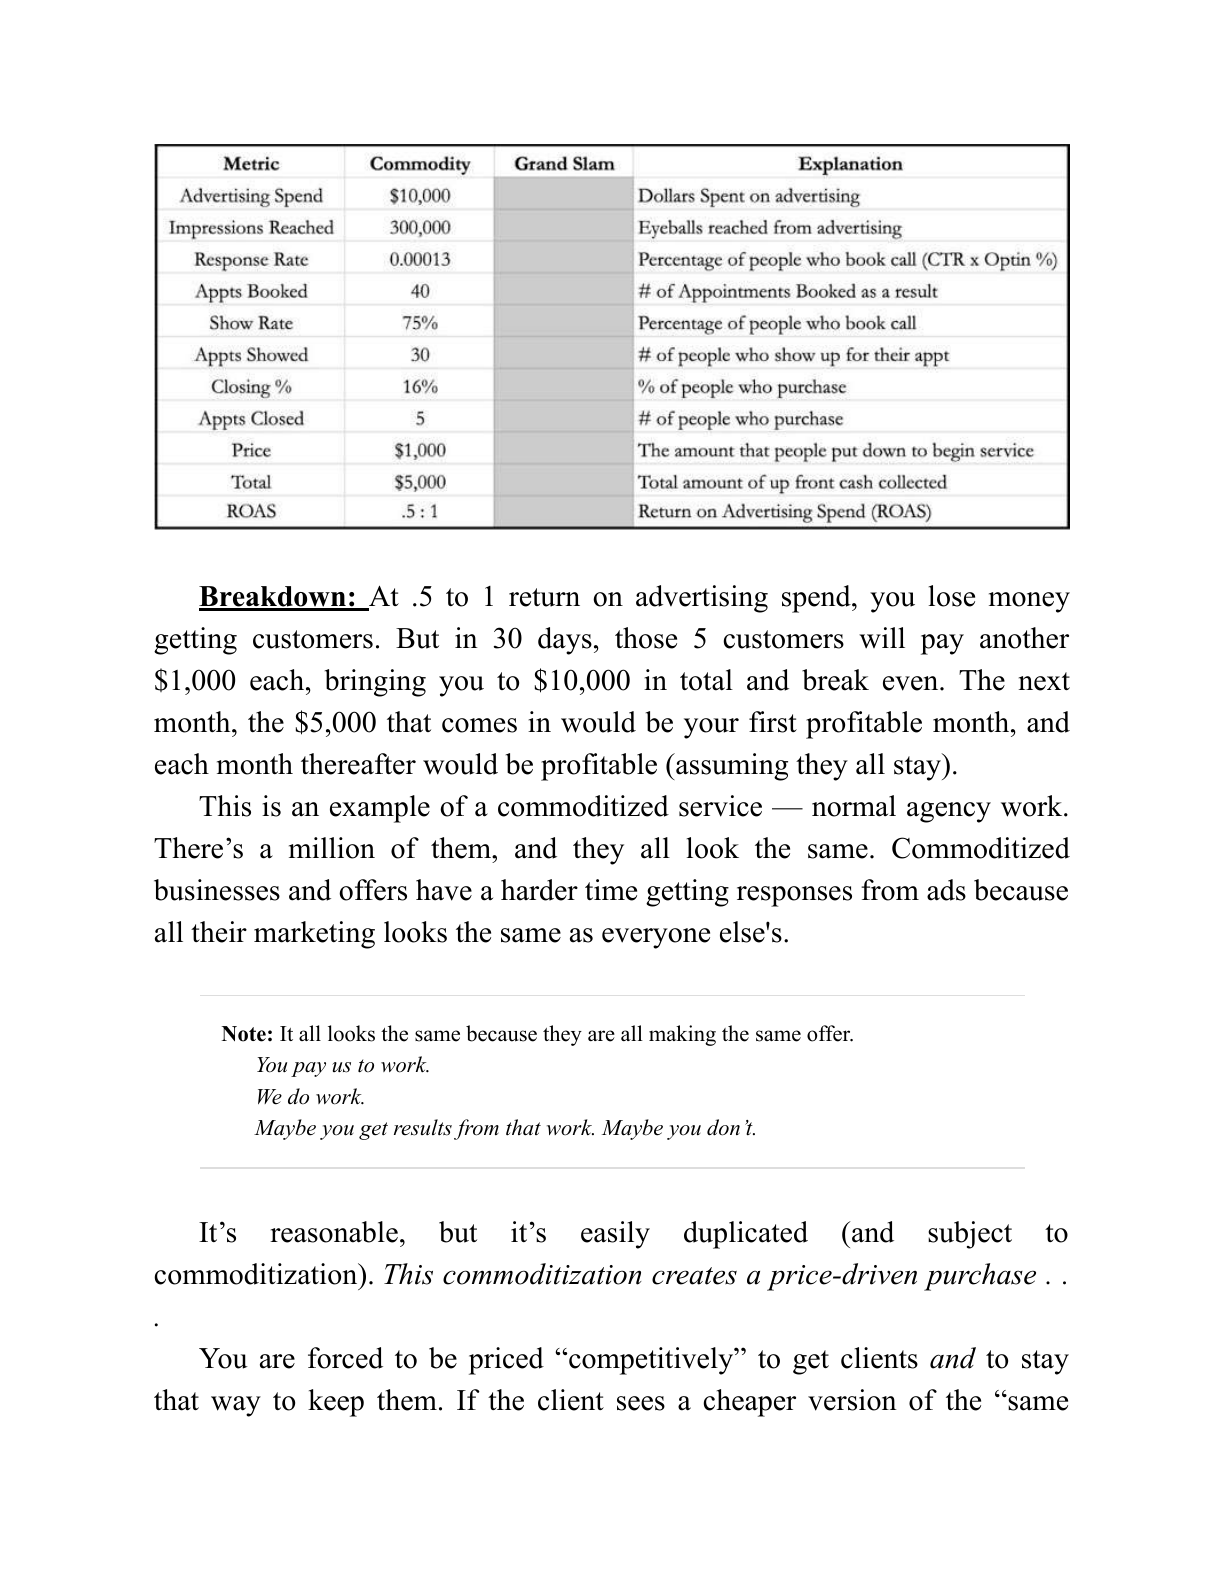 Metric Commodity Grand Slam Explanation
Advertising Spend $10,000 Dollars Spent on advertising
Impressions Reached 300,000 Eyeballs reached from advertising
Response Rate 0.00013 Percentage of people who book call (CTR x Optin %)
Appts Booked 40 # of Appointments Booked as a result
Show Rate 75% Percentage of people who book call
Appts Showed 30 # of people who show up for their appt
Closing % 16% % of people who purchase
Appts Closed 5 # of people who purchase
Price $1,000 The amount that people put down to begin service
Total $5,000 Total amount of up front cash collected
ROAS .5 : 1 Return on Advertising Spend (ROAS)
Breakdown: At .5 to 1 return on advertising spend, you lose money
getting customers. But in 30 days, those 5 customers will pay another
$1,000 each, bringing you to $10,000 in total and break even. The next
month, the $5,000 that comes in would be your first profitable month, and
each month thereafter would be profitable (assuming they all stay).
This is an example of a commoditized service — normal agency work.
There’s a million of them, and they all look the same. Commoditized
businesses and offers have a harder time getting responses from ads because
all their marketing looks the same as everyone else's.
Note: It all looks the same because they are all making the same offer.
You pay us to work.
We do work.
Maybe you get results from that work. Maybe you don’t.
It’s reasonable, but it’s easily duplicated (and subject to
commoditization). This commoditization creates a price-driven purchase . .
.
You are forced to be priced “competitively” to get clients and to stay
that way to keep them. If the client sees a cheaper version of the “same